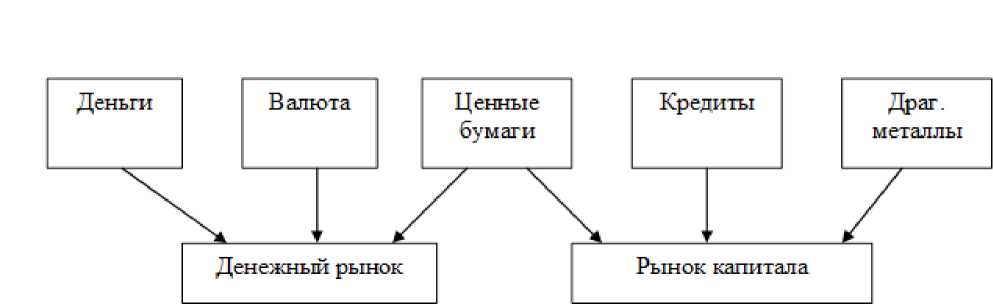 Деньги
Валюта
Ценные
бумаги
Кредиты
Драг.
металлы
Денежный рынок
Рынок капитала